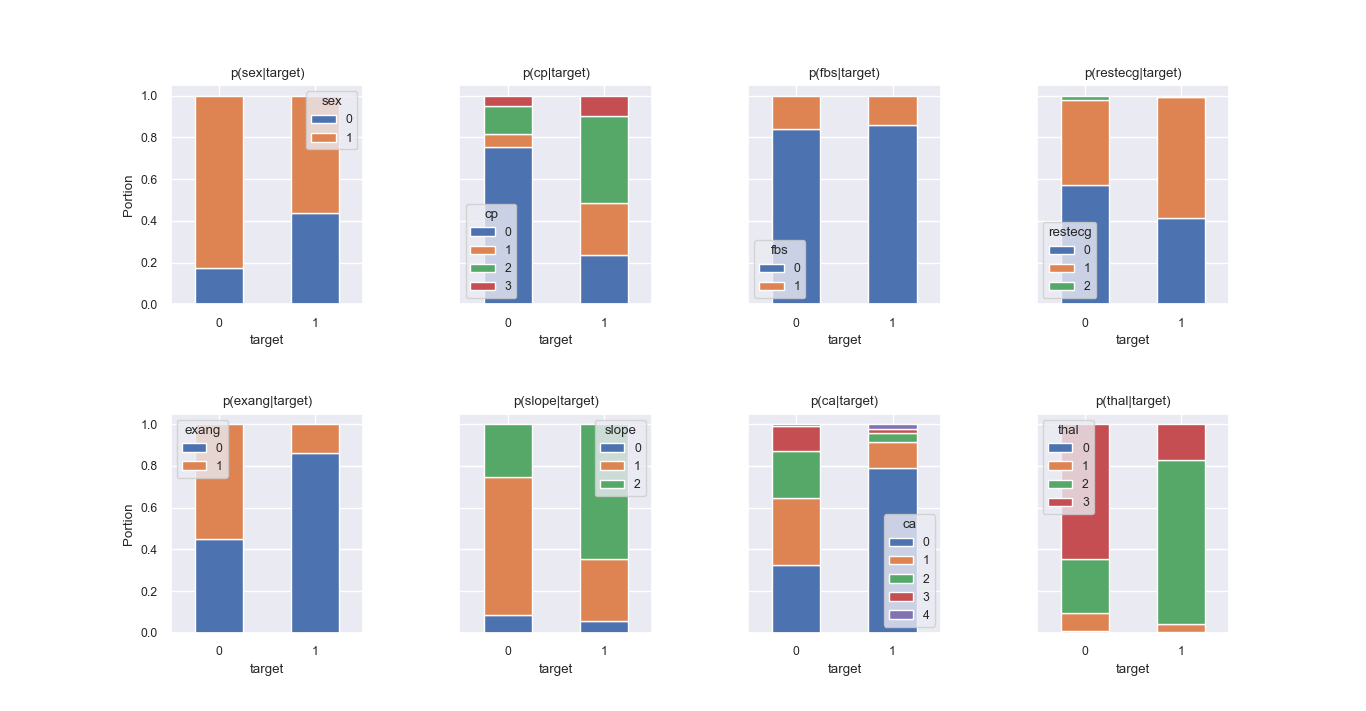 p(sex|target)
1.0
0.8
0.6
0.4
0.2
0.0
Portion
sex
0
1
0
1
target
p(cp|target)
cp
0
1
2
3
0
1
target
p(fbs|target)
fbs
0
1
0
1
target
p(restecg|target)
restecg
0
1
2
0
1
target
p(exang|target)
1.0
0.8
0.6
0.4
0.2
0.0
Portion
exang
0
1
0
1
target
p(slope|target)
slope
0
1
2
0
1
target
p(ca|target)
ca
0
1
2
3
4
0
1
target
p(thal|target)
thal
0
1
2
3
0
1
target